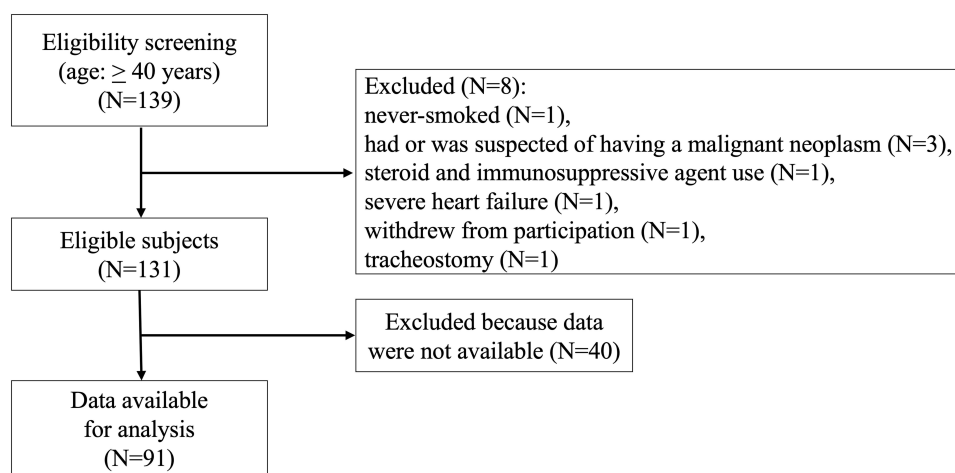 Eligibility screening
(age: ≥ 40 years)
(N=139)
Excluded (N=8):
never-smoked (N=1),
had or was suspected of having a malignant neoplasm (N=3),
steroid and immunosuppressive agent use (N=1),
severe heart failure (N=1),
withdrew from participation (N=1),
tracheostomy (N=1)
Eligible subjects
(N=131)
Excluded because data
were not available (N=40)
Data available
for analysis
(N=91)